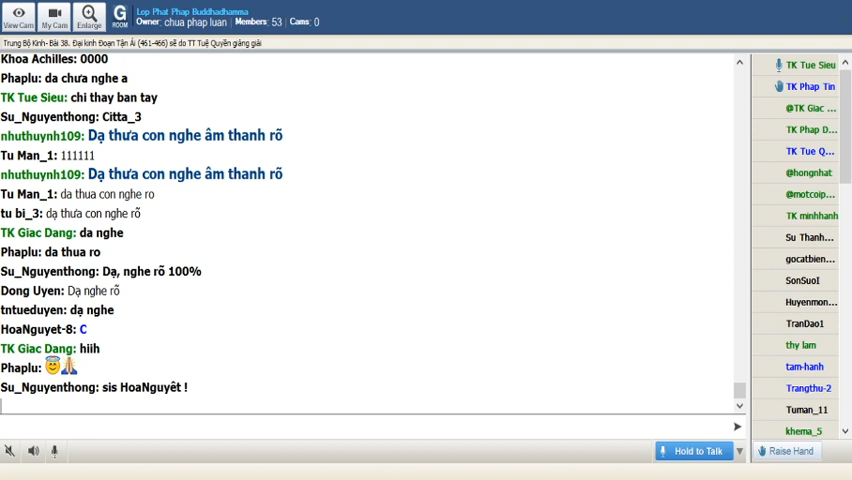 Lop Phat Phap Buddhadhamma
Owner: chua phap luan Members: 53 Cams: 0
View Cam
My Cam
Enlarge
G
ROOM
Trung Bộ Kinh- Bài 38. Đại kinh Đoạn Tận Ái (461-466) sẽ do TT Tuệ Quyền giảng giải
Khoa Achilles: 0000
Phaplu: da chưa nghe a
TK Tue Sieu: chi thay ban tay
Su_Nguyenthong: Citta_3
nhuthuynh109: Dạ thưa con nghe âm thanh rõ
Tu Man_1: 111111
nhuthuynh109: Dạ thưa con nghe âm thanh rõ
Tu Man_1: da thua con nghe ro
tu bi_3: dạ thưa con nghe rõ
TK Giac Dang: da nghe
Phaplu: da thua ro
Su_Nguyenthong: Dạ, nghe rõ 100%
Dong Uyen: Dạ nghe rõ
tntueduyen: dạ nghe
HoaNguyet-8: C
TK Giac Dang: hiih
Phaplu:
Su_Nguyenthong: sis HoaNguyêt !
TK Tue Sieu
TK Phap Tin
@TK Giac ...
TK Phap D...
TK Tue Q...
@hongnhat
@motcoip...
TK minhhanh
Su Thanh...
gocatbien...
SonSuoI
Huyenmon...
TranDao1
thy lam
tam-hanh
Trangthu-2
Tuman_11
khema_5
Hold to Talk
Raise Hand